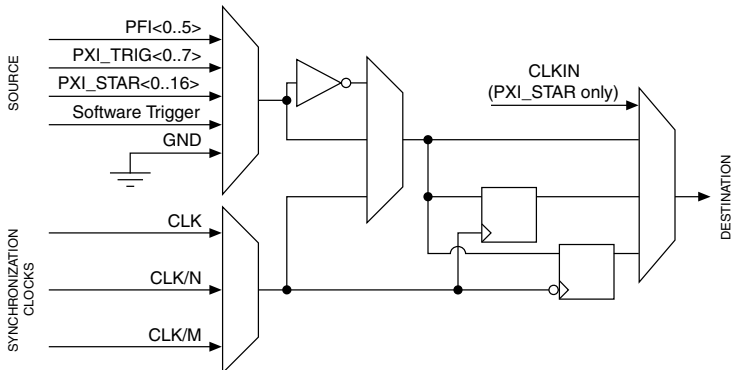 SOURCE
PFI<0..5>
PXI_TRIG<0..7>
PXI_STAR<0..16>
Software Trigger
GND
CLKIN
(PXI_STAR only)
DESTINATION
SYNCHRONIZATION
CLOCKS
CLK
CLK/N
CLK/M